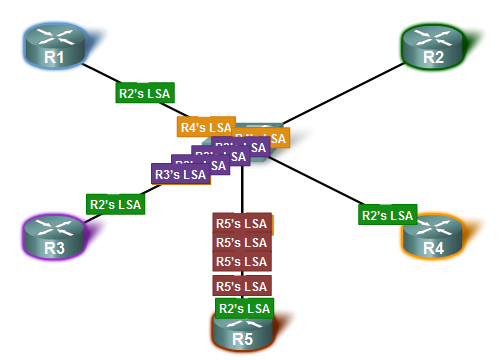 R1
R2
R2's LSA
R4's LSA
R3's LSA
R2's LSA
R2's LSA
R3
R4
R5's LSA
R5's LSA
R5's LSA
R5's LSA
R2's LSA
R5